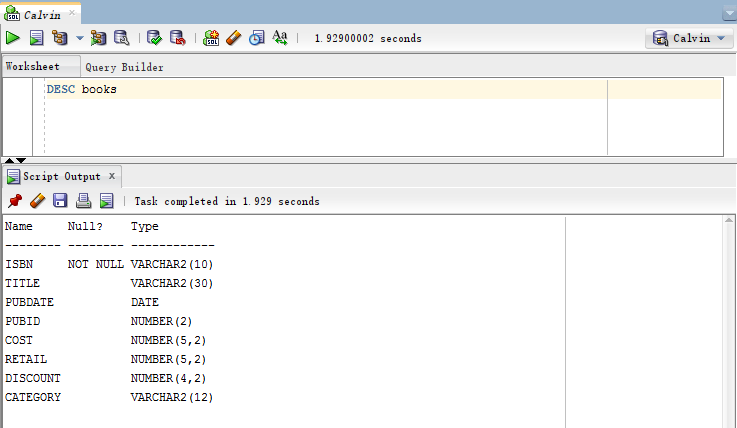 Calvin
1.92900002 seconds
Calvin
Worksheet Query Builder
DESC books
Script Output x
Task completed in 1.929 seconds
Name Null? Type
-------- -------- ------------
ISBN NOT NULL VARCHAR2(10)
TITLE VARCHAR2(30)
PUBDATE DATE
PUBID NUMBER(2)
COST NUMBER(5,2)
RETAIL NUMBER(5,2)
DISCOUNT NUMBER(4,2)
CATEGORY VARCHAR2(12)